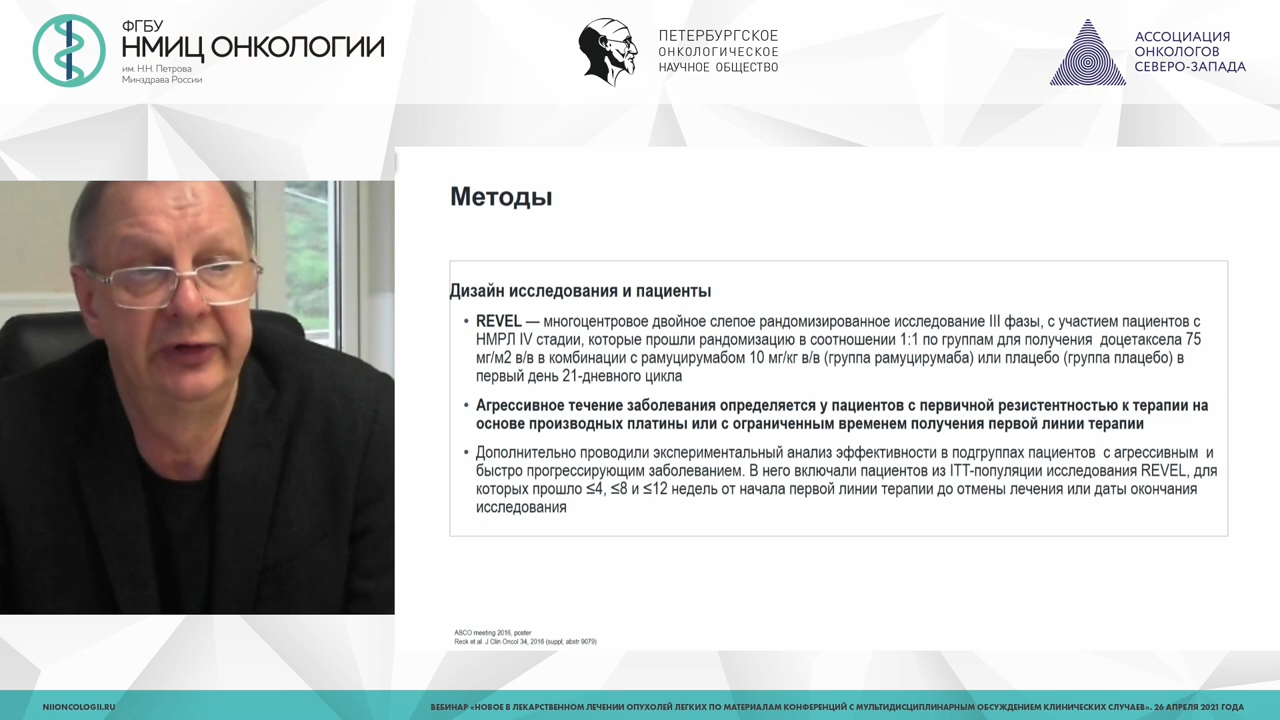 ФГБУ
НМИЦ ОНКОЛОГИИ
им. Н.Н. Петрова
Минздрава России
ПЕТЕРБУРГСКОЕ
ОНКОЛОГИЧЕСКОЕ
НАУЧНОЕ ОБЩЕСТВО
АССОЦИАЦИЯ
ОНКОЛОГОВ
СЕВЕРО-ЗАПАДА
Методы
Дизайн исследования и пациенты
• REVEL — многоцентровое двойное слепое рандомизированное исследование III фазы, с участием пациентов с
НМРЛ IV стадии, которые прошли рандомизацию в соотношении 1:1 по группам для получения доцетаксела 75
мг/м2 в/в в комбинации с рамуцирумабом 10 мг/кг в/в (группа рамуцирумаба) или плацебо (группа плацебо) в
первый день 21-дневного цикла
• Агрессивное течение заболевания определяется у пациентов с первичной резистентностью к терапии на
основе производных платины или с ограниченным временем получения первой линии терапии
• Дополнительно проводили экспериментальный анализ эффективности в подгруппах пациентов с агрессивным и
быстро прогрессирующим заболеванием. В него включали пациентов из ITT-популяции исследования REVEL, для
которых прошло ≤4, ≤8 и ≤12 недель от начала первой линии терапии до отмены лечения или даты окончания
исследования
ASCO meeting 2016, poster
Reck et al. J Clin Oncol 34, 2016 (suppl; abstr 9079)
NIIONCOLOGII.RU
ВЕБИНАР «НОВОЕ В ЛЕКАРСТВЕННОМ ЛЕЧЕНИИ ОПУХОЛЕЙ ЛЕГКИХ ПО МАТЕРИАЛАМ КОНФЕРЕНЦИЙ С МУЛЬТИДИСЦИПЛИНАРНЫМ ОБСУЖДЕНИЕМ КЛИНИЧЕСКИХ СЛУЧАЕВ». 26 АПРЕЛЯ 2021 ГОДА